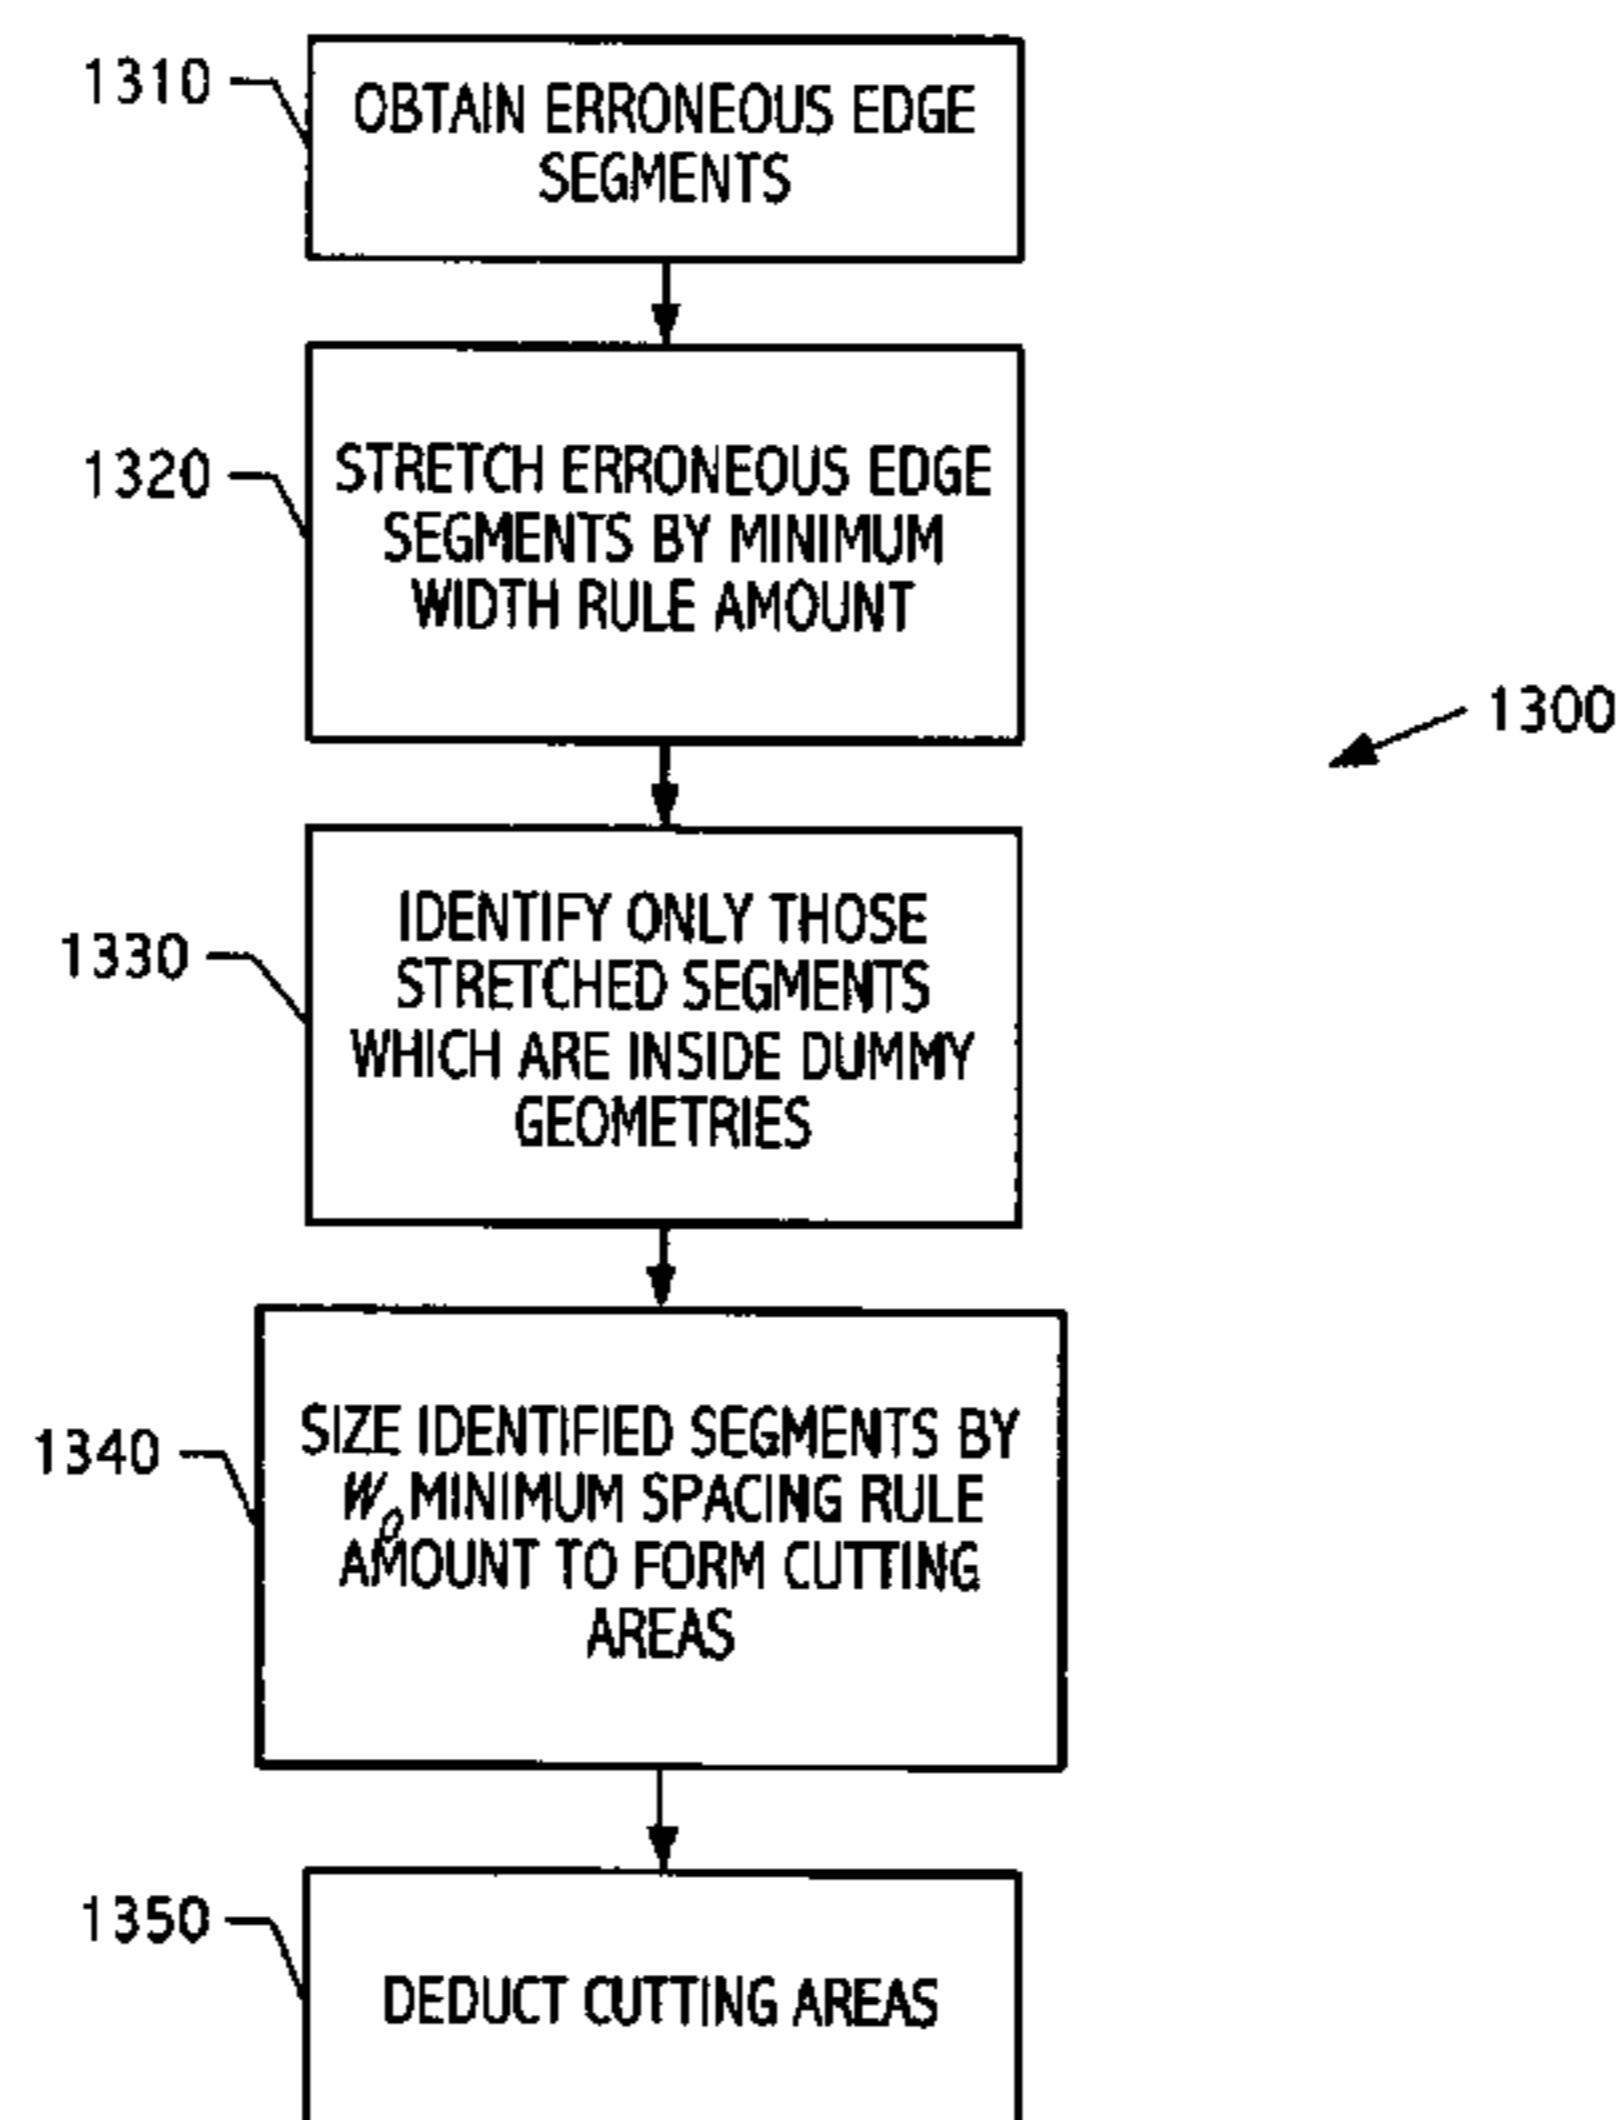 1310
OBTAIN ERRONEOUS EDGE
SEGMENTS
1320
STRETCH ERRONEOUS EDGE
SEGMENTS BY MINIMUM
WIDTH RULE AMOUNT
1300
1330
IDENTIFY ONLY THOSE
STRETCHED SEGMENTS
WHICH ARE INSIDE DUMMY
GEOMETRIES
1340
SIZE IDENTIFIED SEGMENTS BY
MINIMUM SPACING RULE
AMOUNT TO FORM CUTTING
AREAS
1350
DEDUCT CUTTING AREAS